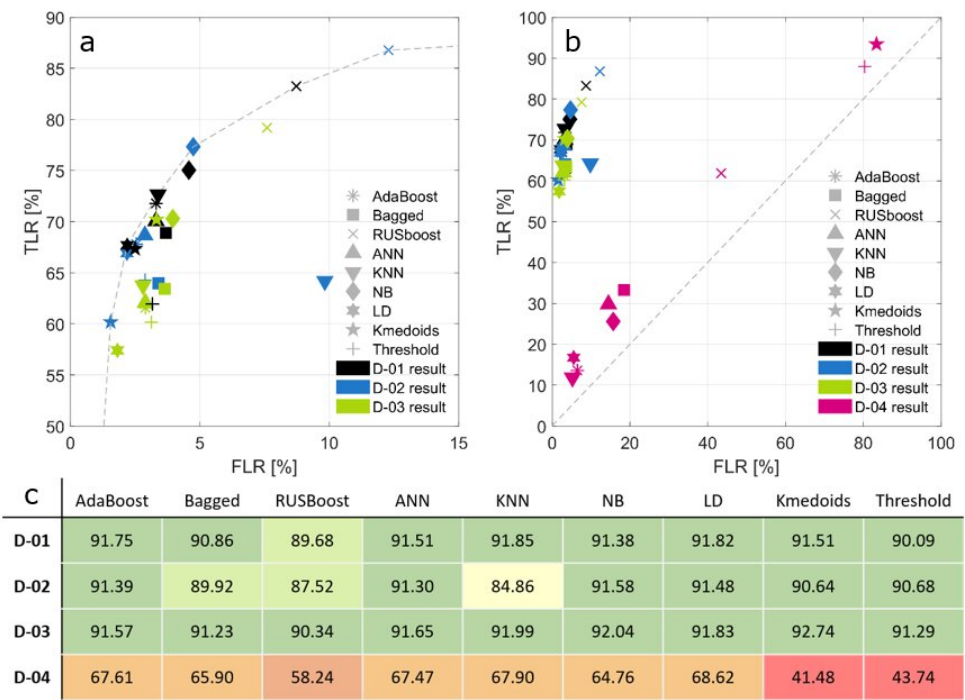 a
90
85
80
75
70
65
60
55
50
TLR [%]
0 5 10 15
FLR [%]
AdaBoost
Bagged
RUSboost
ANN
KNN
NB
LD
Kmedoids
Threshold
D-01 result
D-02 result
D-03 result
b
100
90
80
70
60
50
40
30
20
10
0
TLR [%]
0 20 40 60 80 100
FLR [%]
AdaBoost
Bagged
RUSboost
ANN
KNN
NB
LD
Kmedoids
Threshold
D-01 result
D-02 result
D-03 result
D-04 result
c AdaBoost Bagged RUSBoost ANN KNN NB LD Kmedoids Threshold
D-01 91.75 90.86 89.68 91.51 91.85 91.38 91.82 91.51 90.09
D-02 91.39 89.92 87.52 91.30 84.86 91.58 91.48 90.64 90.68
D-03 91.57 91.23 90.34 91.65 91.99 92.04 91.83 92.74 91.29
D-04 67.61 65.90 58.24 67.47 67.90 64.76 68.62 41.48 43.74